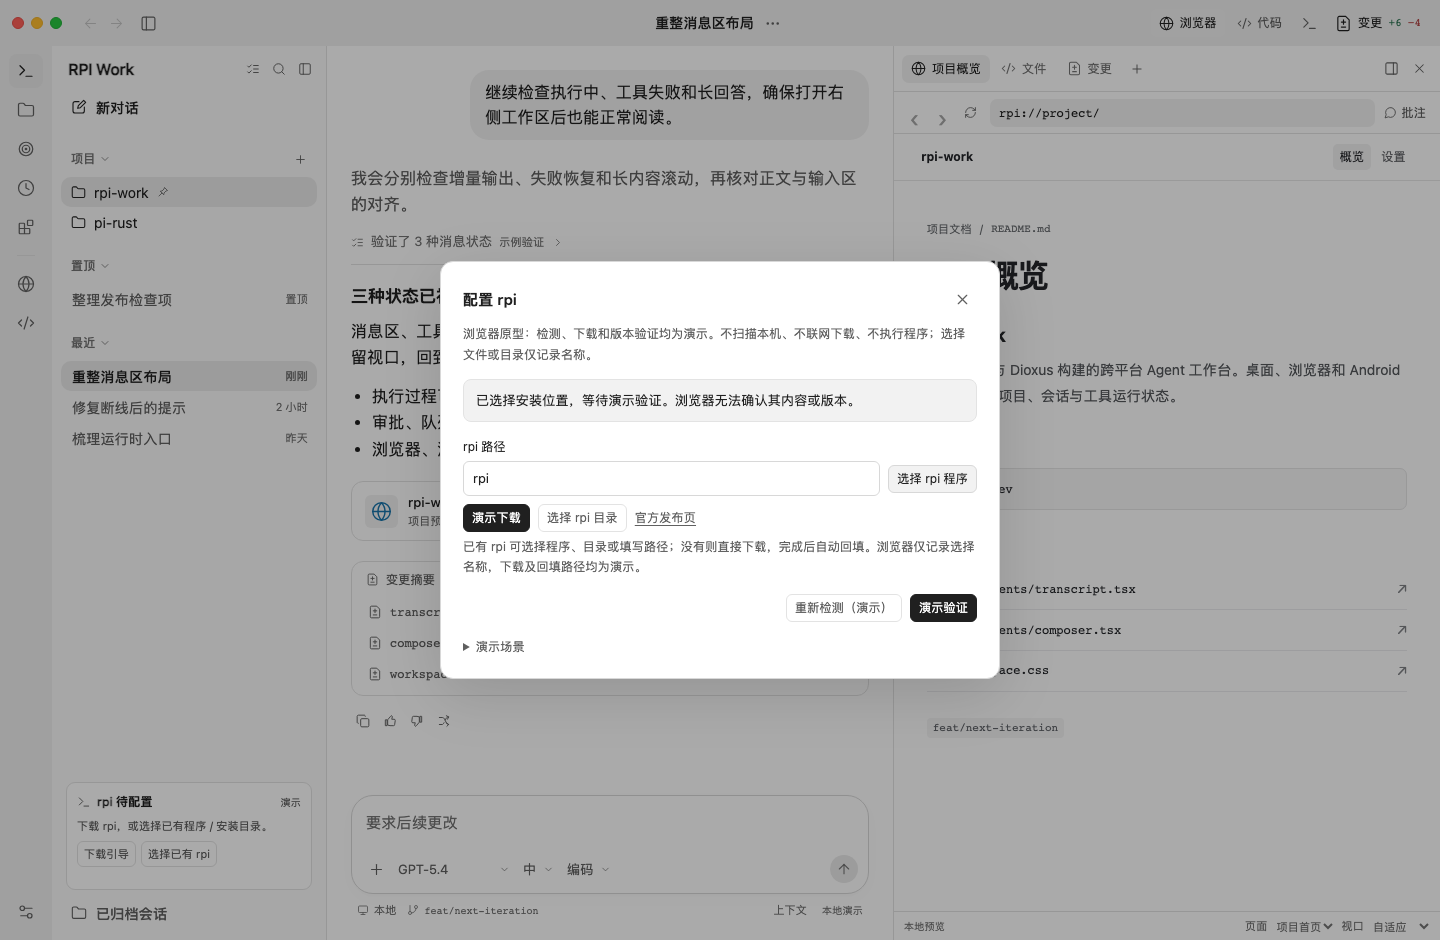 重整消息区布局 ···
浏览器
代码
变更 +6 −4
RPI Work
新对话
项目
rpi-work
pi-rust
置顶
整理发布检查项 置顶
最近
重整消息区布局 刚刚
修复断线后的提示 2 小时
梳理运行时入口 昨天
rpi 待配置 演示
下载 rpi，或选择已有程序 / 安装目录。
下载引导 选择已有 rpi
已归档会话
继续检查执行中、工具失败和长回答，确保打开右
侧工作区后也能正常阅读。
我会分别检查增量输出、失败恢复和长内容滚动，再核对正文与输入区
的对齐。
验证了 3 种消息状态 示例验证
三种状态已
消息区、工
留视口，回
• 执行过程
• 审批、队
• 浏览器、
rpi-w
项目预
变更摘要
transcr
compose
workspac
要求后续更改
GPT-5.4 中 编码
本地 feat/next-iteration 上下文 本地演示
配置 rpi
浏览器原型：检测、下载和版本验证均为演示。不扫描本机、不联网下载、不执行程序；选择
文件或目录仅记录名称。
已选择安装位置，等待演示验证。浏览器无法确认其内容或版本。
rpi 路径
rpi 选择 rpi 程序
演示下载 选择 rpi 目录 官方发布页
已有 rpi 可选择程序、目录或填写路径；没有则直接下载，完成后自动回填。浏览器仅记录选择
名称，下载及回填路径均为演示。
重新检测（演示） 演示验证
演示场景
项目概览 文件 变更
rpi://project/ 批注
rpi-work 概览 设置
项目文档 / README.md
概览
k
Dioxus 构建的跨平台 Agent 工作台。桌面、浏览器和 Android
项目、会话与工具运行状态。
ev
ents/transcript.tsx
ents/composer.tsx
ace.css
feat/next-iteration
本地预览 页面 项目首页 视口 自适应